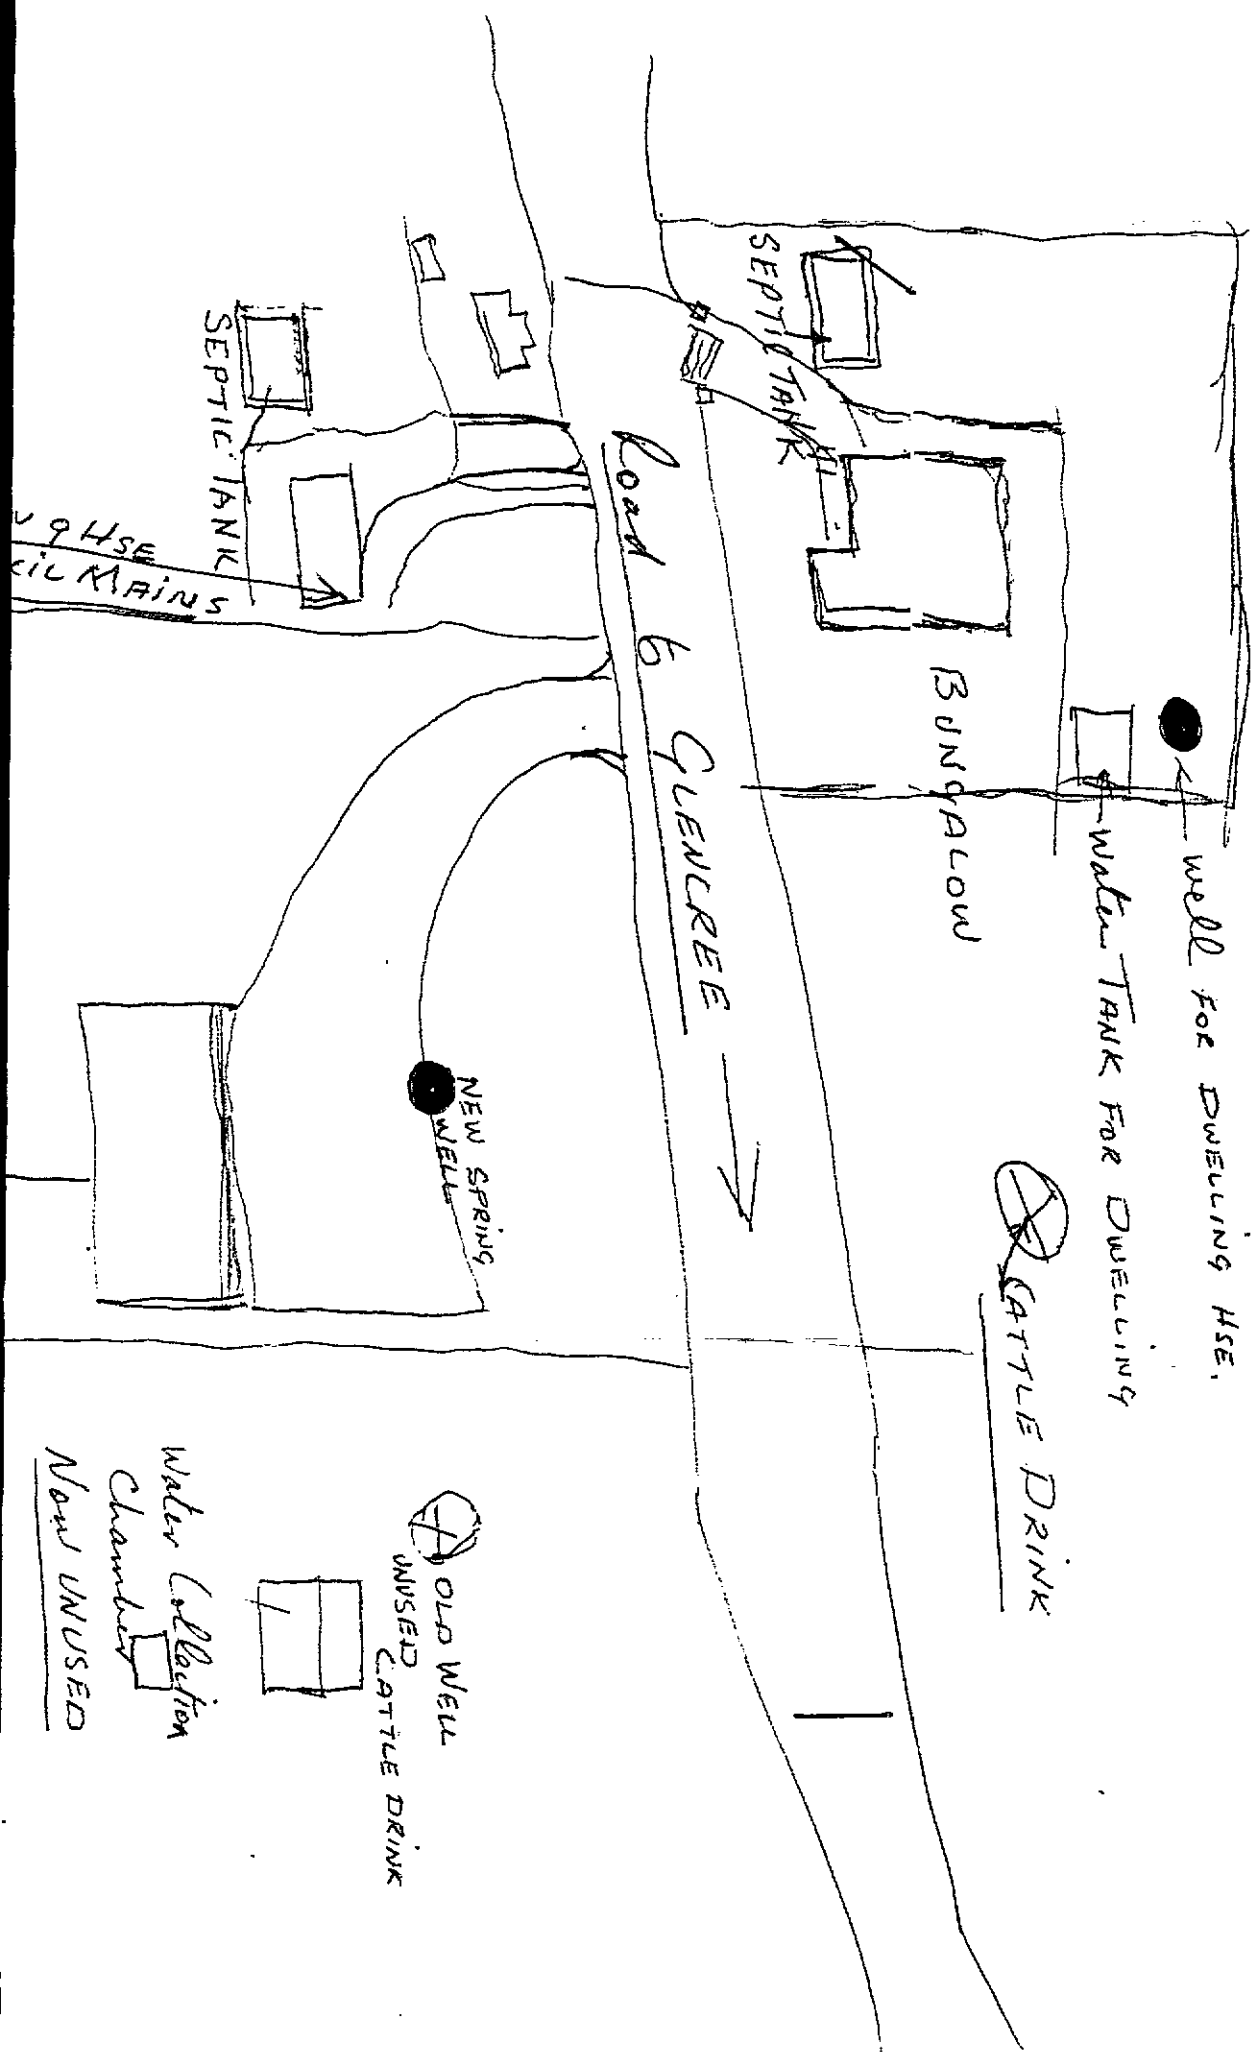 well FOR DWELLING HSE.
Water TANK FOR DWELLING
CATTLE DRINK
BUNGALOW
SEPTIC TANK
Road to GLENCREE
NEW SPRING
WELL
OLD WELL
UNUSED
CATTLE DRINK
SEPTIC TANK
HSE
MAINS
Water Collection
Chamber
Now UNUSED